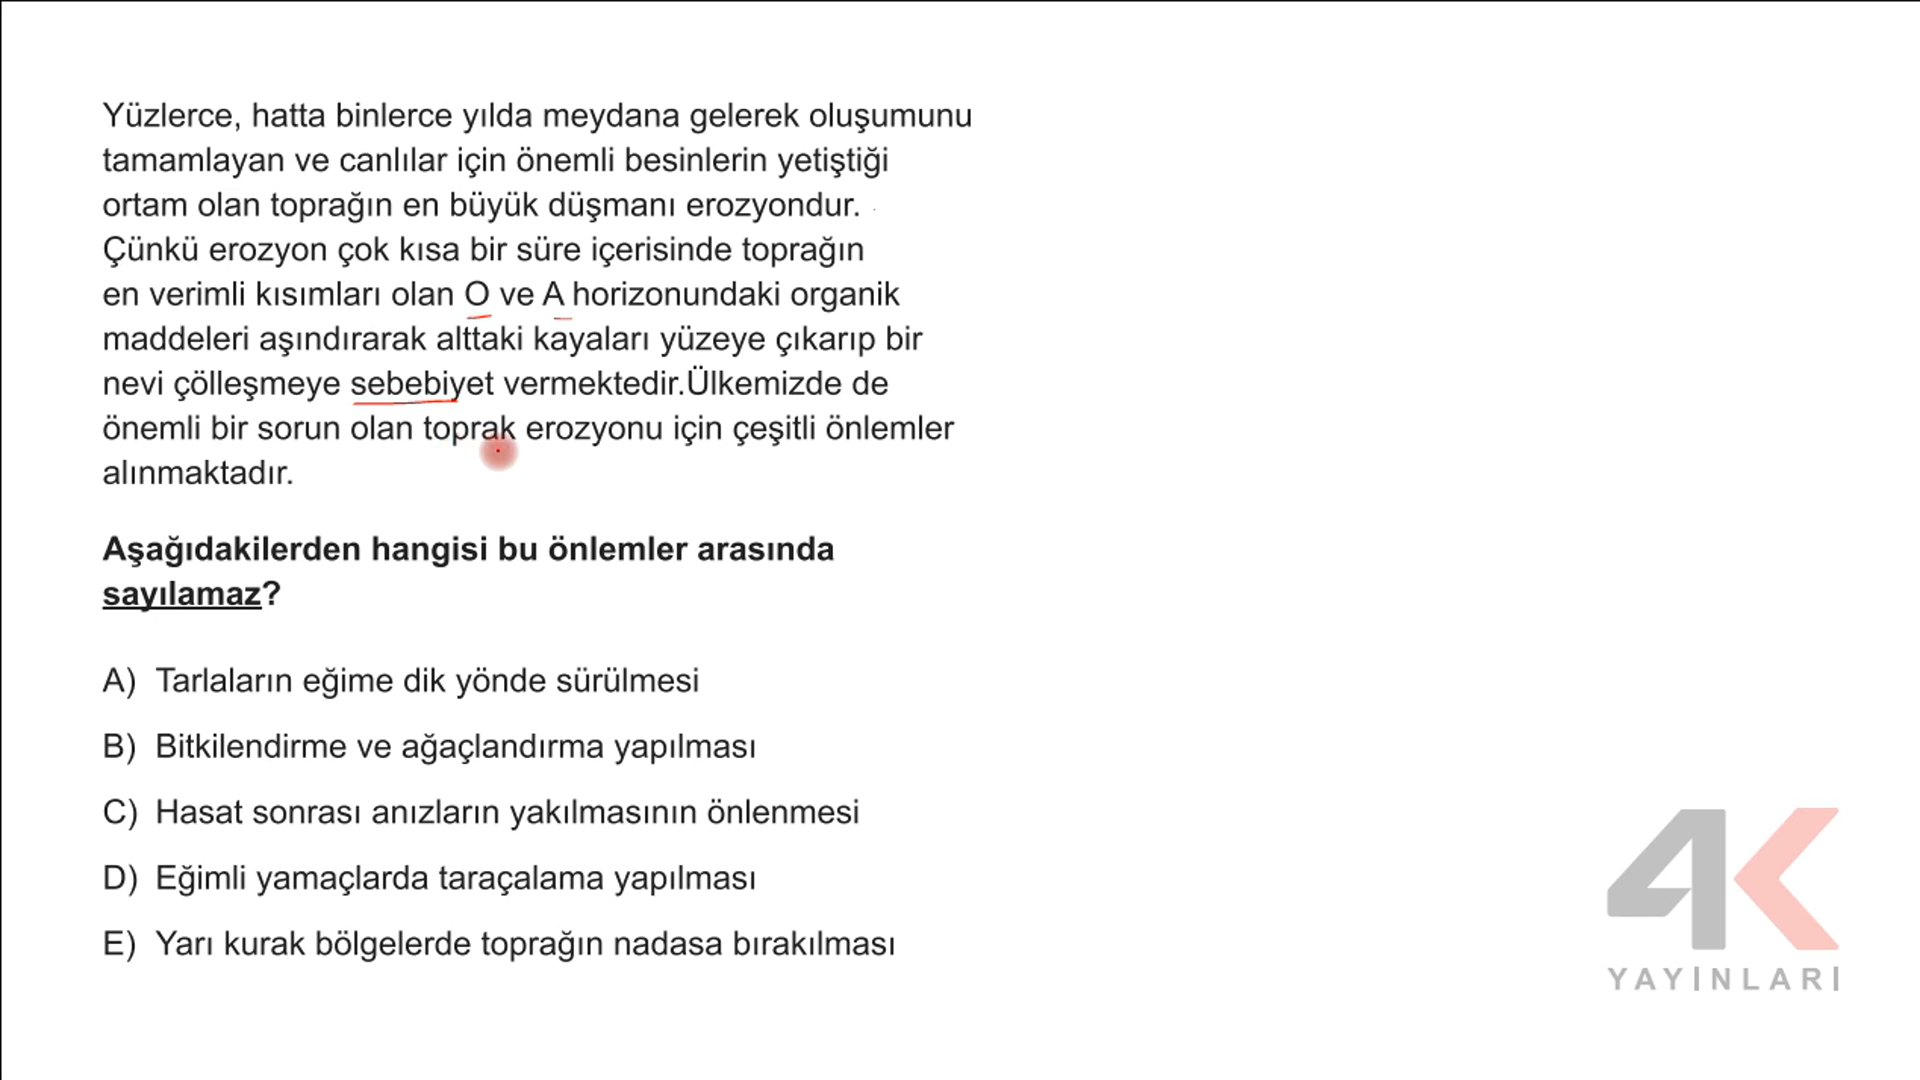 Yüzlerce, hatta binlerce yılda meydana gelerek oluşumunu
tamamlayan ve canlılar için önemli besinlerin yetiştiği
ortam olan toprağın en büyük düşmanı erozyondur.
Çünkü erozyon çok kısa bir süre içerisinde toprağın
en verimli kısımları olan O ve A horizonundaki organik
maddeleri aşındırarak alttaki kayaları yüzeye çıkarıp bir
nevi çölleşmeye sebebiyet vermektedir.Ülkemizde de
önemli bir sorun olan toprak erozyonu için çeşitli önlemler
alınmaktadır.
Aşağıdakilerden hangisi bu önlemler arasında
sayılamaz?
A) Tarlaların eğime dik yönde sürülmesi
B) Bitkilendirme ve ağaçlandırma yapılması
C) Hasat sonrası anızların yakılmasının önlenmesi
D) Eğimli yamaçlarda taraçalama yapılması
E) Yarı kurak bölgelerde toprağın nadasa bırakılması
4K
YAYINLARI